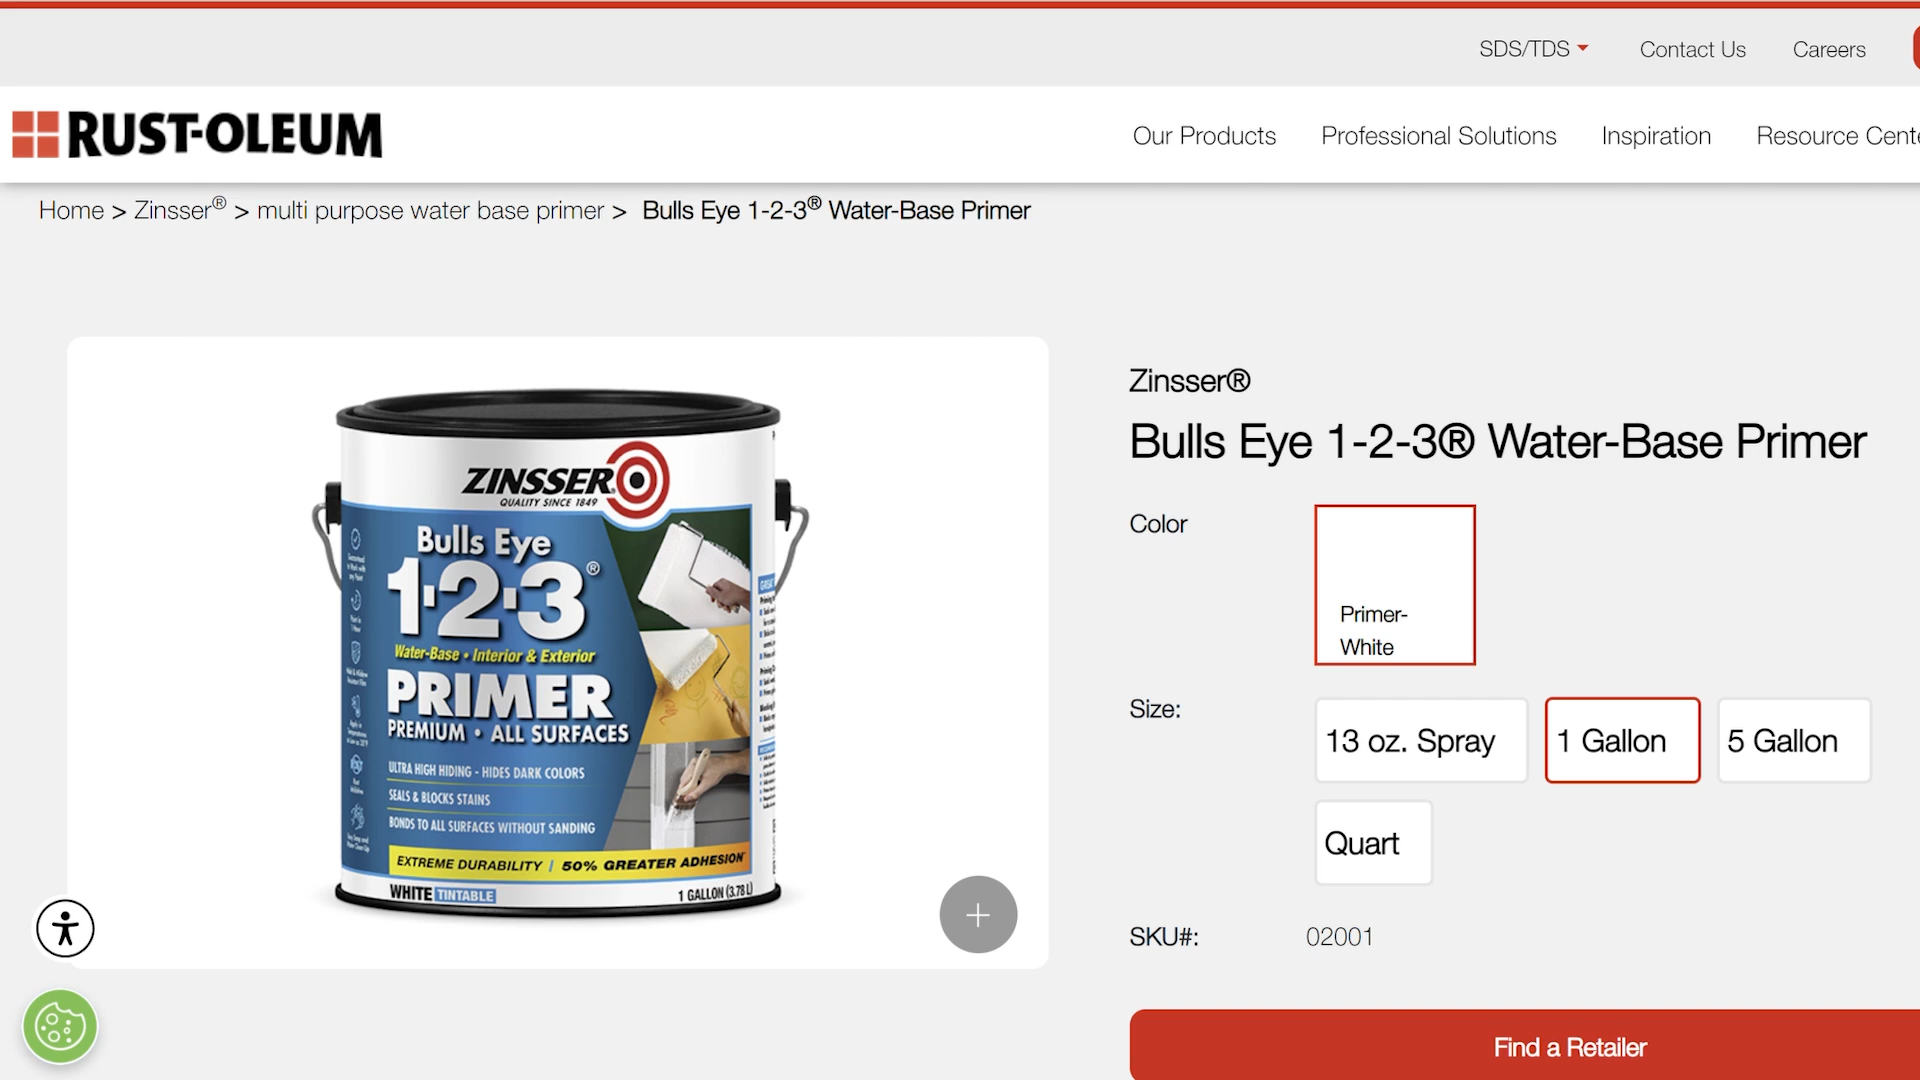 SDS/TDS
Contact Us
Careers
RUST-OLEUM
Our Products
Professional Solutions
Inspiration
Resource Cente
Home > Zinsser® > multi purpose water base primer > Bulls Eye 1-2-3® Water-Base Primer
ZINSSER
QUALITY SINCE 1849
Bulls Eye
1·2·3®
Water-Base • Interior & Exterior
PRIMER
PREMIUM • ALL SURFACES
ULTRA HIGH HIDING - HIDES DARK COLORS
SEALS & BLOCKS STAINS
BONDS TO ALL SURFACES WITHOUT SANDING
EXTREME DURABILITY | 50% GREATER ADHESION
WHITE TINTABLE
1 GALLON (3.78 L)
Zinsser®
Bulls Eye 1-2-3® Water-Base Primer
Color
Primer-
White
Size:
13 oz. Spray
1 Gallon
5 Gallon
Quart
SKU#: 02001
Find a Retailer